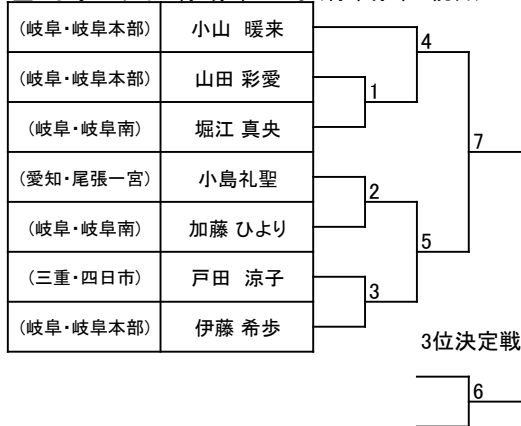 (岐阜・岐阜本部) 小山 暖来
(岐阜・岐阜本部) 山田 彩愛
(岐阜・岐阜南) 堀江 真央
(愛知・尾張一宮) 小島礼聖
(岐阜・岐阜南) 加藤 ひより
(三重・四日市) 戸田 涼子
(岐阜・岐阜本部) 伊藤 希歩
4
1
7
2
5
3
3位決定戦
6